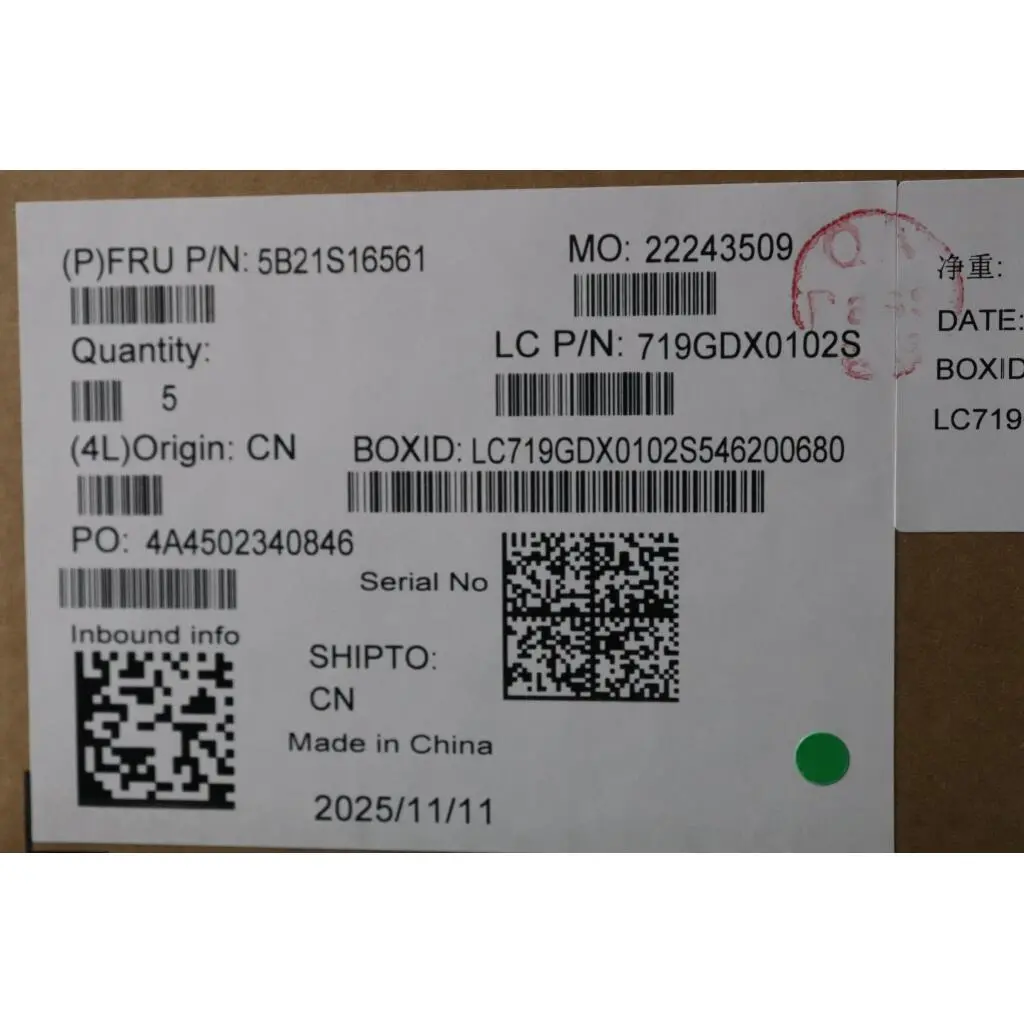 (P)FRU P/N: 5B21S16561
MO: 22243509
Quantity:
LC P/N: 719GDX0102S
5
(4L)Origin: CN
BOXID: LC719GDX0102S546200680
PO: 4A4502340846
Serial No
Inbound info
SHIPTO:
CN
Made in China
2025/11/11
净重:
DATE:
BOXID
LC719